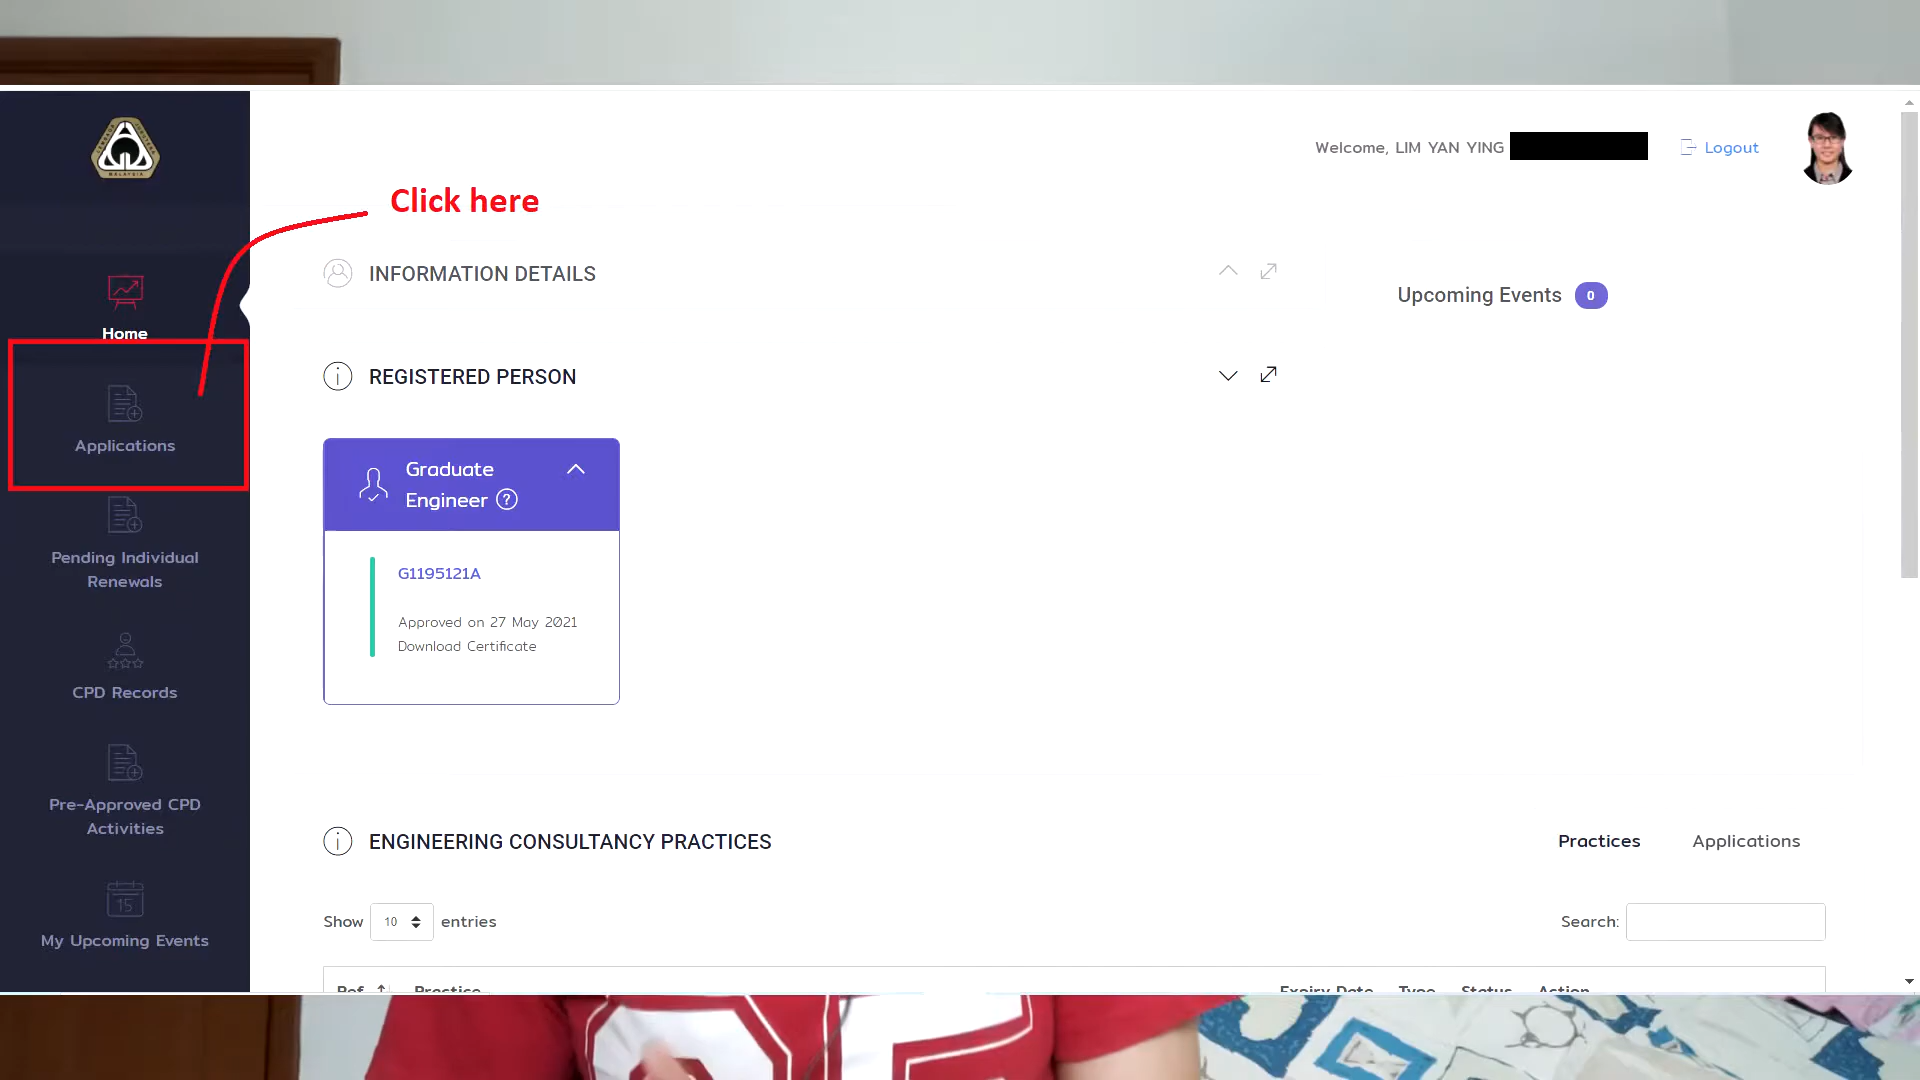 MALAYSIA
Welcome, LIM YAN YING
Logout
Click here
Home
Applications
Pending Individual
Renewals
CPD Records
Pre-Approved CPD
Activities
15
My Upcoming Events
INFORMATION DETAILS
Upcoming Events 0
REGISTERED PERSON
Graduate
Engineer ?
G1195121A
Approved on 27 May 2021
Download Certificate
ENGINEERING CONSULTANCY PRACTICES
Practices
Applications
Show 10 entries
Search:
Ref Practice Expiry Date Type Status Action